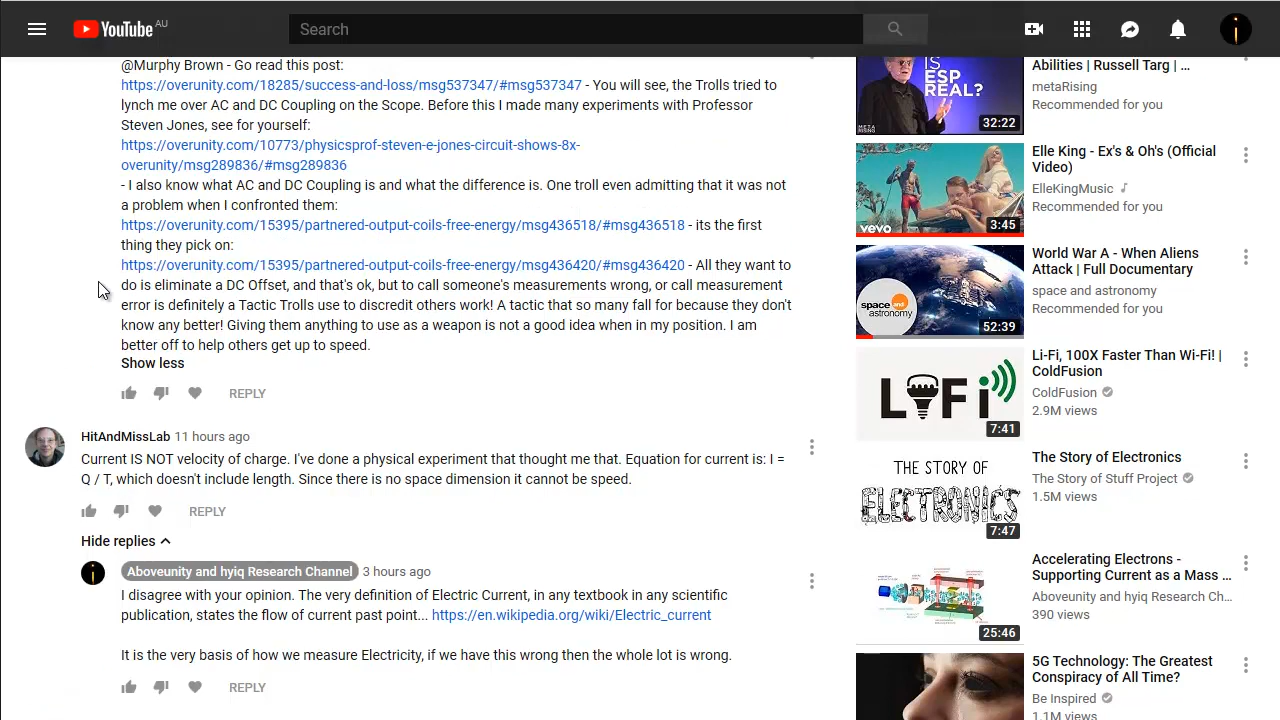 YouTube AU
Search
@Murphy Brown - Go read this post:
https://overunity.com/18285/success-and-loss/msg537347/#msg537347 - You will see, the Trolls tried to
lynch me over AC and DC Coupling on the Scope. Before this I made many experiments with Professor
Steven Jones, see for yourself:
https://overunity.com/10773/physicsprof-steven-e-jones-circuit-shows-8x-
overunity/msg289836/#msg289836
- I also know what AC and DC Coupling is and what the difference is. One troll even admitting that it was not
a problem when I confronted them:
https://overunity.com/15395/partnered-output-coils-free-energy/msg436518/#msg436518 - its the first
thing they pick on:
https://overunity.com/15395/partnered-output-coils-free-energy/msg436420/#msg436420 - All they want to
do is eliminate a DC Offset, and that's ok, but to call someone's measurements wrong, or call measurement
error is definitely a Tactic Trolls use to discredit others work! A tactic that so many fall for because they don't
know any better! Giving them anything to use as a weapon is not a good idea when in my position. I am
better off to help others get up to speed.
Show less
REPLY
HitAndMissLab 11 hours ago
Current IS NOT velocity of charge. I've done a physical experiment that thought me that. Equation for current is: I =
Q / T, which doesn't include length. Since there is no space dimension it cannot be speed.
REPLY
Hide replies
Aboveunity and hyiq Research Channel 3 hours ago
I disagree with your opinion. The very definition of Electric Current, in any textbook in any scientific
publication, states the flow of current past point... https://en.wikipedia.org/wiki/Electric_current
It is the very basis of how we measure Electricity, if we have this wrong then the whole lot is wrong.
REPLY
IS
ESP
REAL?
META
RISING
32:22
Abilities | Russell Targ | ...
metaRising
Recommended for you
vevo
3:45
Elle King - Ex's & Oh's (Official
Video)
ElleKingMusic
Recommended for you
space and
astronomy
52:39
World War A - When Aliens
Attack | Full Documentary
space and astronomy
Recommended for you
LiFi
7:41
Li-Fi, 100X Faster Than Wi-Fi! |
ColdFusion
ColdFusion
2.9M views
THE STORY OF
ELECTRONICS
7:47
The Story of Electronics
The Story of Stuff Project
1.5M views
25:46
Accelerating Electrons -
Supporting Current as a Mass ...
Aboveunity and hyiq Research Ch...
390 views
5G Technology: The Greatest
Conspiracy of All Time?
Be Inspired
1.1M views